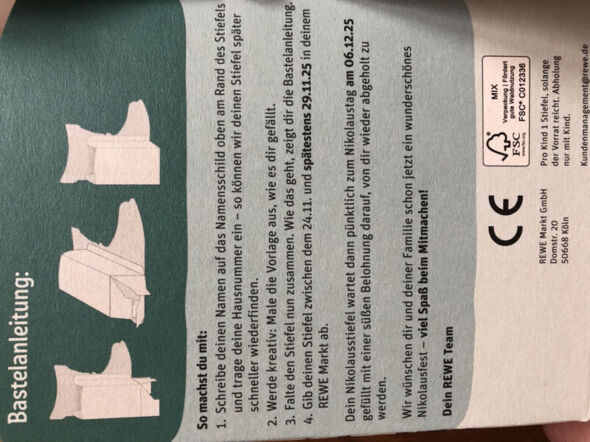 Bastelanleitung:
So machst du mit:
1. Schreibe deinen Namen auf das Namensschild oben am Rand des Stiefels
und trage deine Hausnummer ein – so können wir deinen Stiefel später
schneller wiederfinden.
2. Werde kreativ: Male die Vorlage aus, wie es dir gefällt.
3. Falte den Stiefel nun zusammen. Wie das geht, zeigt dir die Bastelanleitung.
4. Gib deinen Stiefel zwischen dem 24.11. und spätestens 29.11.25 in deinem
REWE Markt ab.
Dein Nikolausstiefel wartet dann pünktlich zum Nikolaustag am 06.12.25
gefüllt mit einer süßen Belohnung darauf, von dir wieder abgeholt zu
werden.
Wir wünschen dir und deiner Familie schon jetzt ein wunderschönes
Nikolausfest – viel Spaß beim Mitmachen!
Dein REWE Team
CE
REWE Markt GmbH
Domstr. 20
50668 Köln
FSC
www.fsc.org
MIX
Verpackung | Fördert
gute Waldnutzung
FSC® C012336
Pro Kind 1 Stiefel, solange
der Vorrat reicht. Abholung
nur mit Kind.
Kundenmanagement@rewe.de